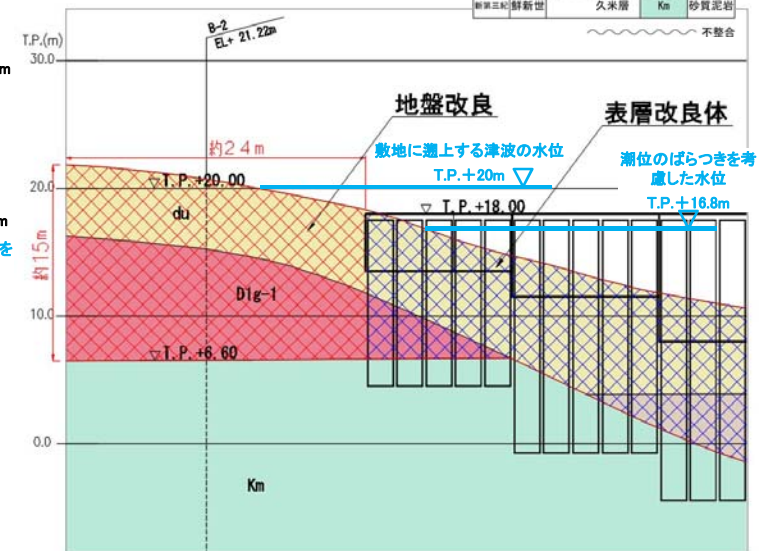 新第三紀 鮮新世 久米層 Km 砂質泥岩
不整合
T.P.(m)
B-2
EL+ 21.22m
30.0
m
地盤改良
表層改良体
約24m
敷地に遡上する津波の水位
T.P.+20m
潮位のばらつきを考
慮した水位
T.P.+16.8m
20.0
T.P.+20.00
T.P.+18.00
du
m
を
約15m
D1g-1
10.0
T.P.+6.60
0.0
Km